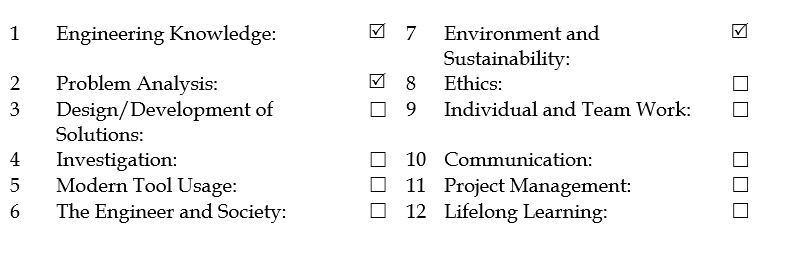 1 Engineering Knowledge: ☑ 7 Environment and
Sustainability: ☑
2 Problem Analysis: ☑ 8 Ethics: ☐
3 Design/Development of
Solutions: ☐ 9 Individual and Team Work: ☐
4 Investigation: ☐ 10 Communication: ☐
5 Modern Tool Usage: ☐ 11 Project Management: ☐
6 The Engineer and Society: ☐ 12 Lifelong Learning: ☐